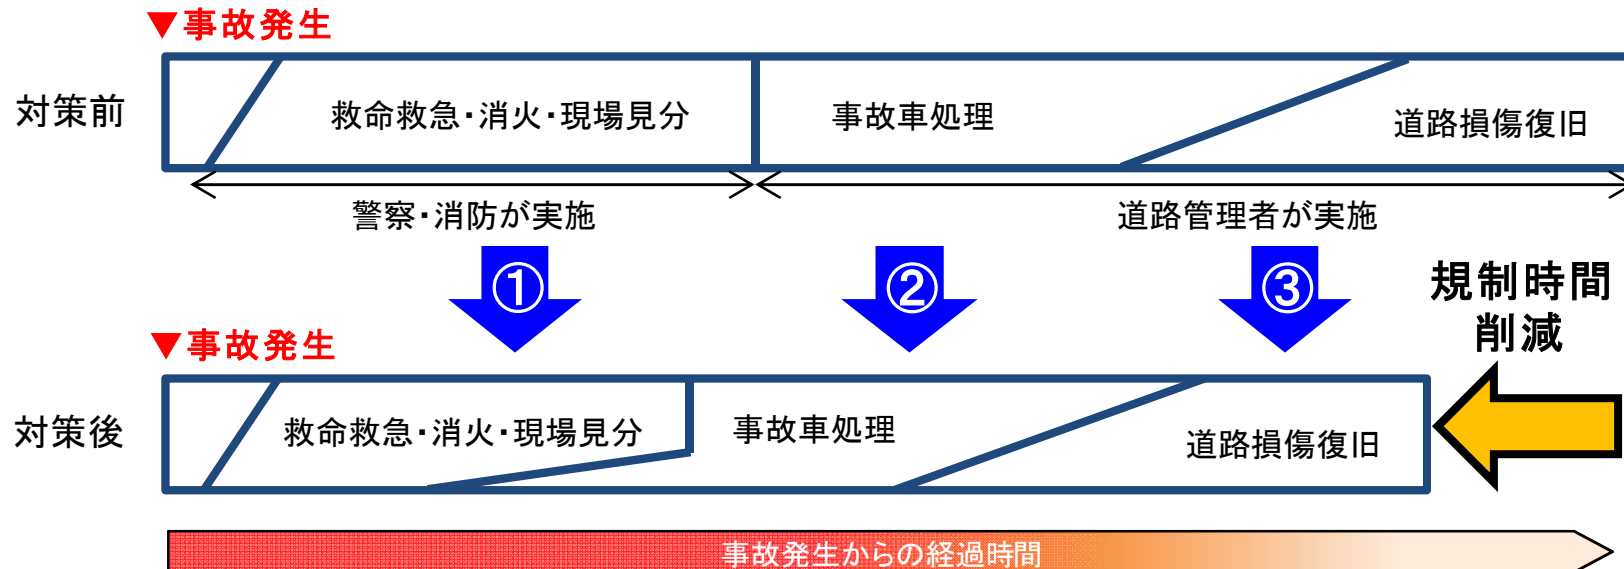 ▼事故発生
対策前
救命救急・消火・現場見分
事故車処理
道路損傷復旧
警察・消防が実施
道路管理者が実施
①
②
③
規制時間
削減
▼事故発生
対策後
救命救急・消火・現場見分
事故車処理
道路損傷復旧
事故発生からの経過時間